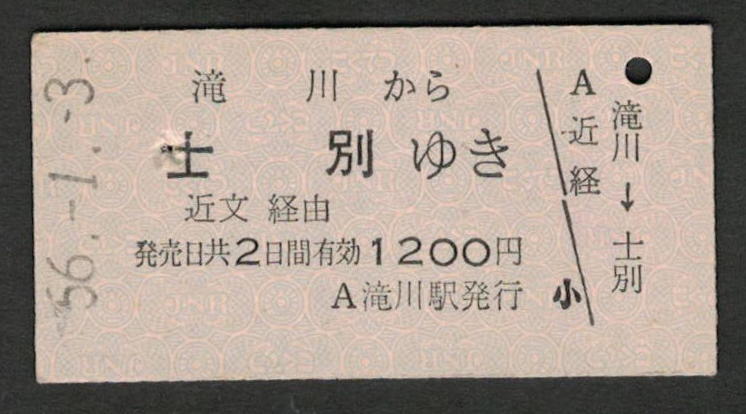 滝川から
士別ゆき
近文経由
発売日共2日間有効1200円
A滝川駅発行
A近経
小
滝川→士別
56.-1.-3.